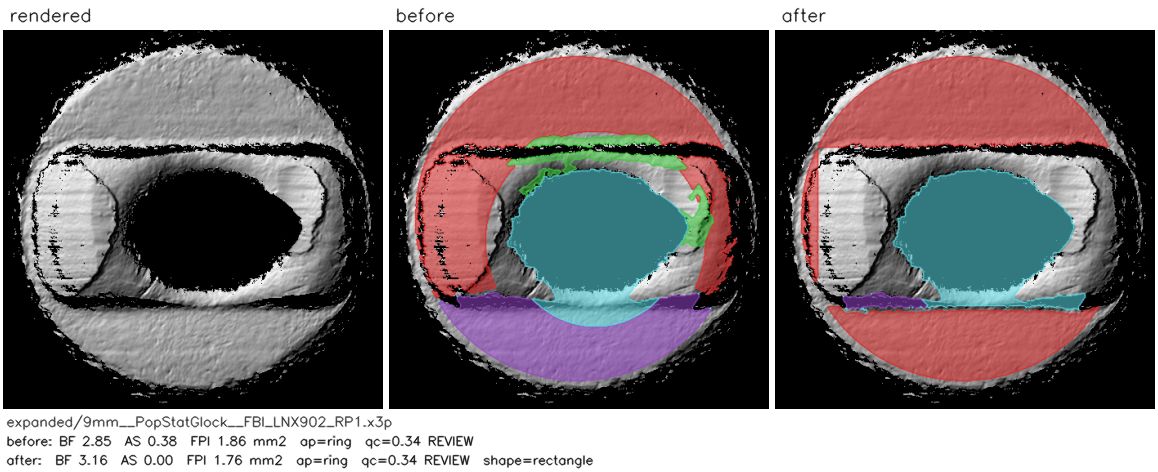 rendered before after
expanded/9mm__PopStatGlock__FBI_LNX902_RP1.x3p
before: BF 2.85 AS 0.38 FPI 1.86 mm2 ap=ring qc=0.34 REVIEW
after: BF 3.16 AS 0.00 FPI 1.76 mm2 ap=ring qc=0.34 REVIEW shape=rectangle